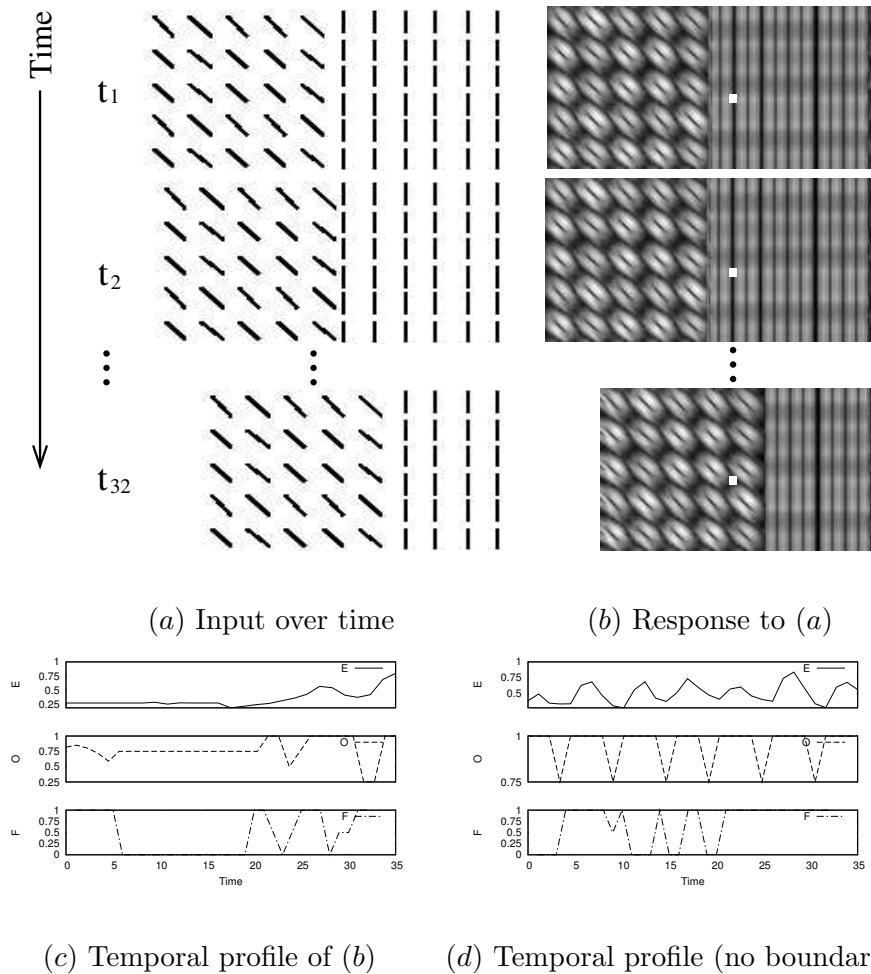 Time
t1
t2
t32
(a) Input over time
(b) Response to (a)
E
1
0.75
0.5
0.25
E
O
1
0.75
0.5
0.25
O
F
1
0.75
0.5
0.25
0
F
0 5 10 15 20 25 30 35
Time
E
1
0.5
E
O
1
0.75
O
F
1
0.75
0.5
0.25
0
F
0 5 10 15 20 25 30 35
Time
(c) Temporal profile of (b)
(d) Temporal profile (no boundar